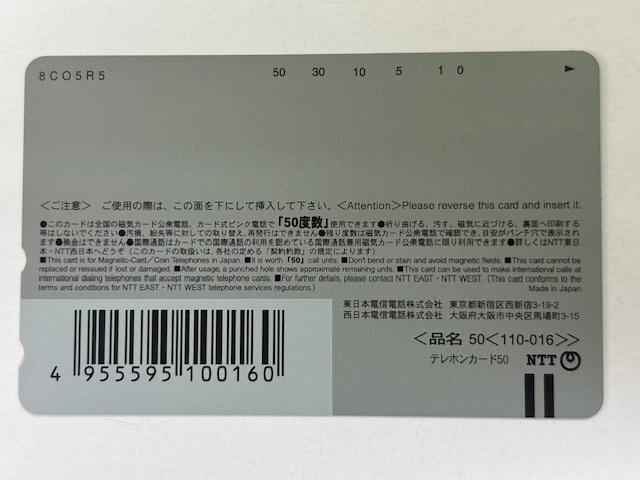 8CO5R5 50 30 10 5 1 0
＜ご注意＞ ご使用の際は、この面を下にして挿入して下さい。＜Attention＞Please reverse this card and insert it.
●このカードは全国の磁気カード公衆電話、カード式ピンク電話で「50度数」使用できます●折り曲げる、汚す、磁気に近づける、裏面へ印刷する
等はしないでください●汚損、紛失等に対しての取り替え、再発行はできません●残り度数は磁気カード公衆電話で確認でき、目安がパンチ穴で表示され
ます●換金はできません●国際通話はカードでの国際通話の利用を認めている国際通話兼用磁気カード公衆電話に限り利用できます●詳しくはNTT東日
本・NTT西日本へどうぞ（このカードの取扱いは、各社の定める「契約約款」の規定によります）
■This card is for Magnetic-Card／Coin Telephones in Japan. ■It is worth「50」call units. ■Don't bend or stain and avoid magnetic fields. ■This card cannot be
replaced or reissued if lost or damaged. ■After usage, a punched hole shows approximate remaining units. ■This card can be used to make international calls at
international dialing telephones that accept magnetic telephone cards. ■For further details, please contact NTT EAST・NTT WEST. (This card conforms to the
terms and conditions for NTT EAST・NTT WEST telephone services regulations.) Made in Japan
東日本電信電話株式会社 東京都新宿区西新宿3-19-2
西日本電信電話株式会社 大阪府大阪市中央区馬場町3-15
＜品名 50＜110-016＞＞
テレホンカード50 NTT
4 955595 100160